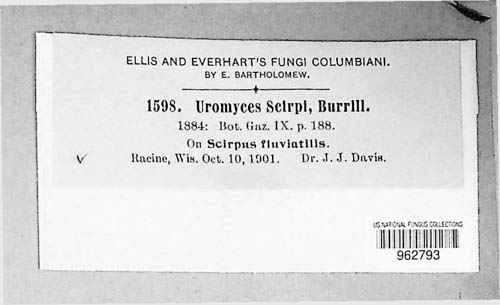 ELLIS AND EVERHART'S FUNGI COLUMBIANI.
BY E. BARTHOLOMEW.
1598. Uromyces Scirpi, Burrill.
1884: Bot. Gaz. IX. p. 188.
On Scirpus fluviatilis.
Racine, Wis. Oct. 10, 1901. Dr. J. J. Davis.
US NATIONAL FUNGUS COLLECTIONS
962793